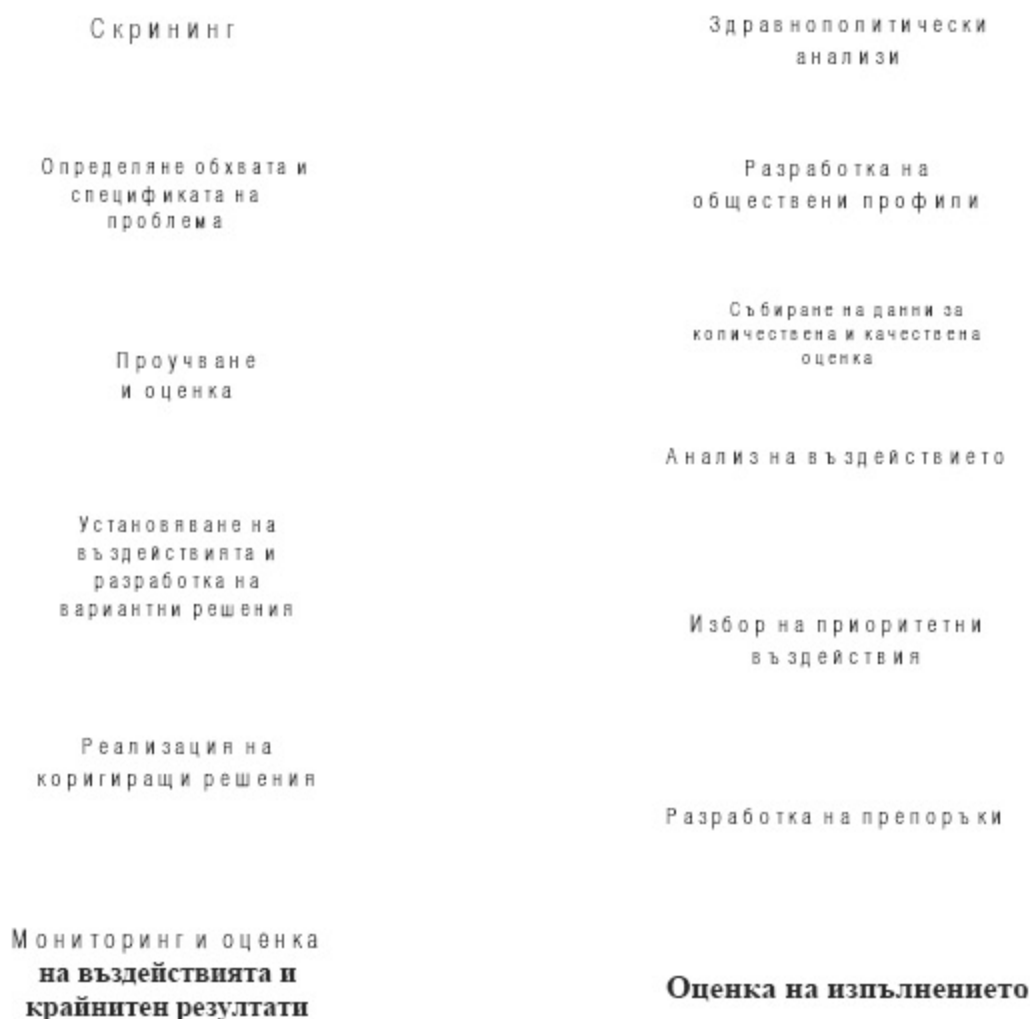 Скрининг
Определяне обхвата и
спецификата на
проблема
Проучване
и оценка
Установяване на
въздействията и
разработка на
вариантни решения
Реализация на
коригиращи решения
Мониторинг и оценка
на въздействията и
крайнитен резултати
Здравнополитически
анализи
Разработка на
обществени профили
Събиране на данни за
количествена и качествена
оценка
Анализ на въздействието
Избор на приоритетни
въздействия
Разработка на препоръки
Оценка на изпълнението